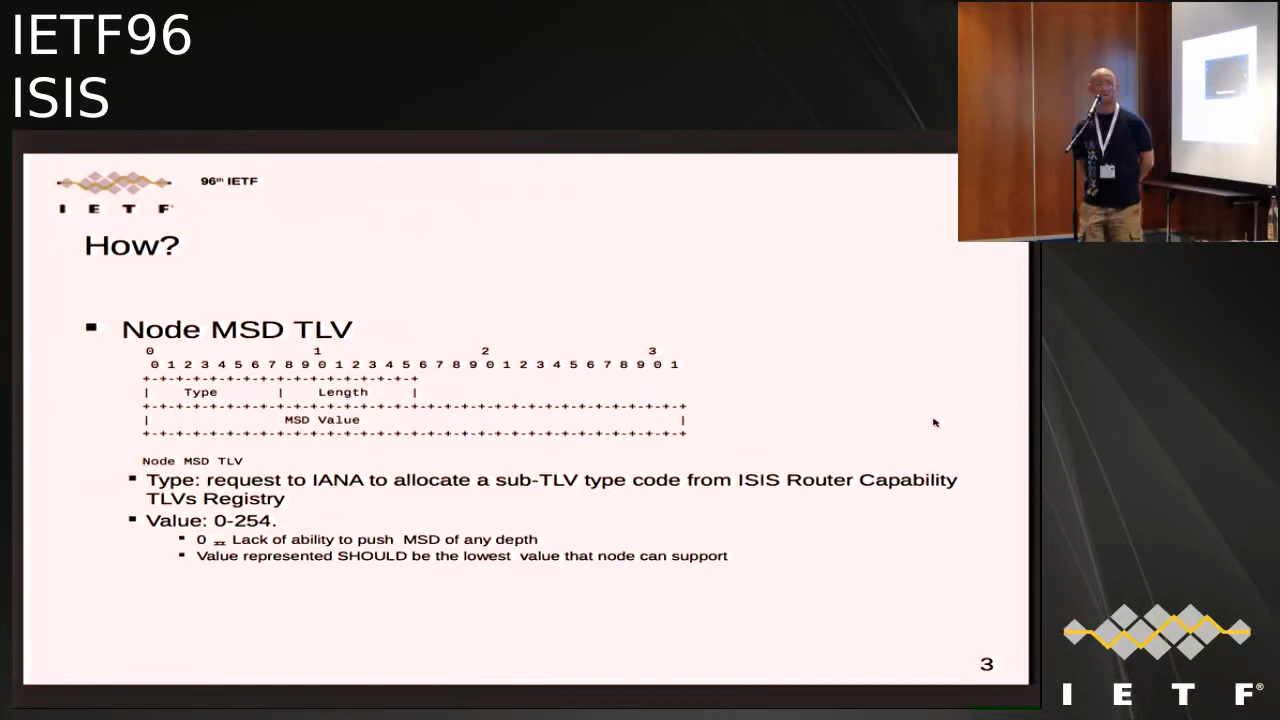 IETF96
ISIS
96th IETF
I E T F
How?
Node MSD TLV
0 1 2 3
0 1 2 3 4 5 6 7 8 9 0 1 2 3 4 5 6 7 8 9 0 1 2 3 4 5 6 7 8 9 0 1
+-+-+-+-+-+-+-+-+-+-+-+-+-+-+-+-+
| Type | Length |
+-+-+-+-+-+-+-+-+-+-+-+-+-+-+-+-+-+-+-+-+-+-+-+-+-+-+-+-+-+-+-+-+
| MSD Value |
+-+-+-+-+-+-+-+-+-+-+-+-+-+-+-+-+-+-+-+-+-+-+-+-+-+-+-+-+-+-+-+-+
Node MSD TLV
Type: request to IANA to allocate a sub-TLV type code from ISIS Router Capability
TLVs Registry
Value: 0-254.
0 = Lack of ability to push MSD of any depth
Value represented SHOULD be the lowest value that node can support
3
I E T F®